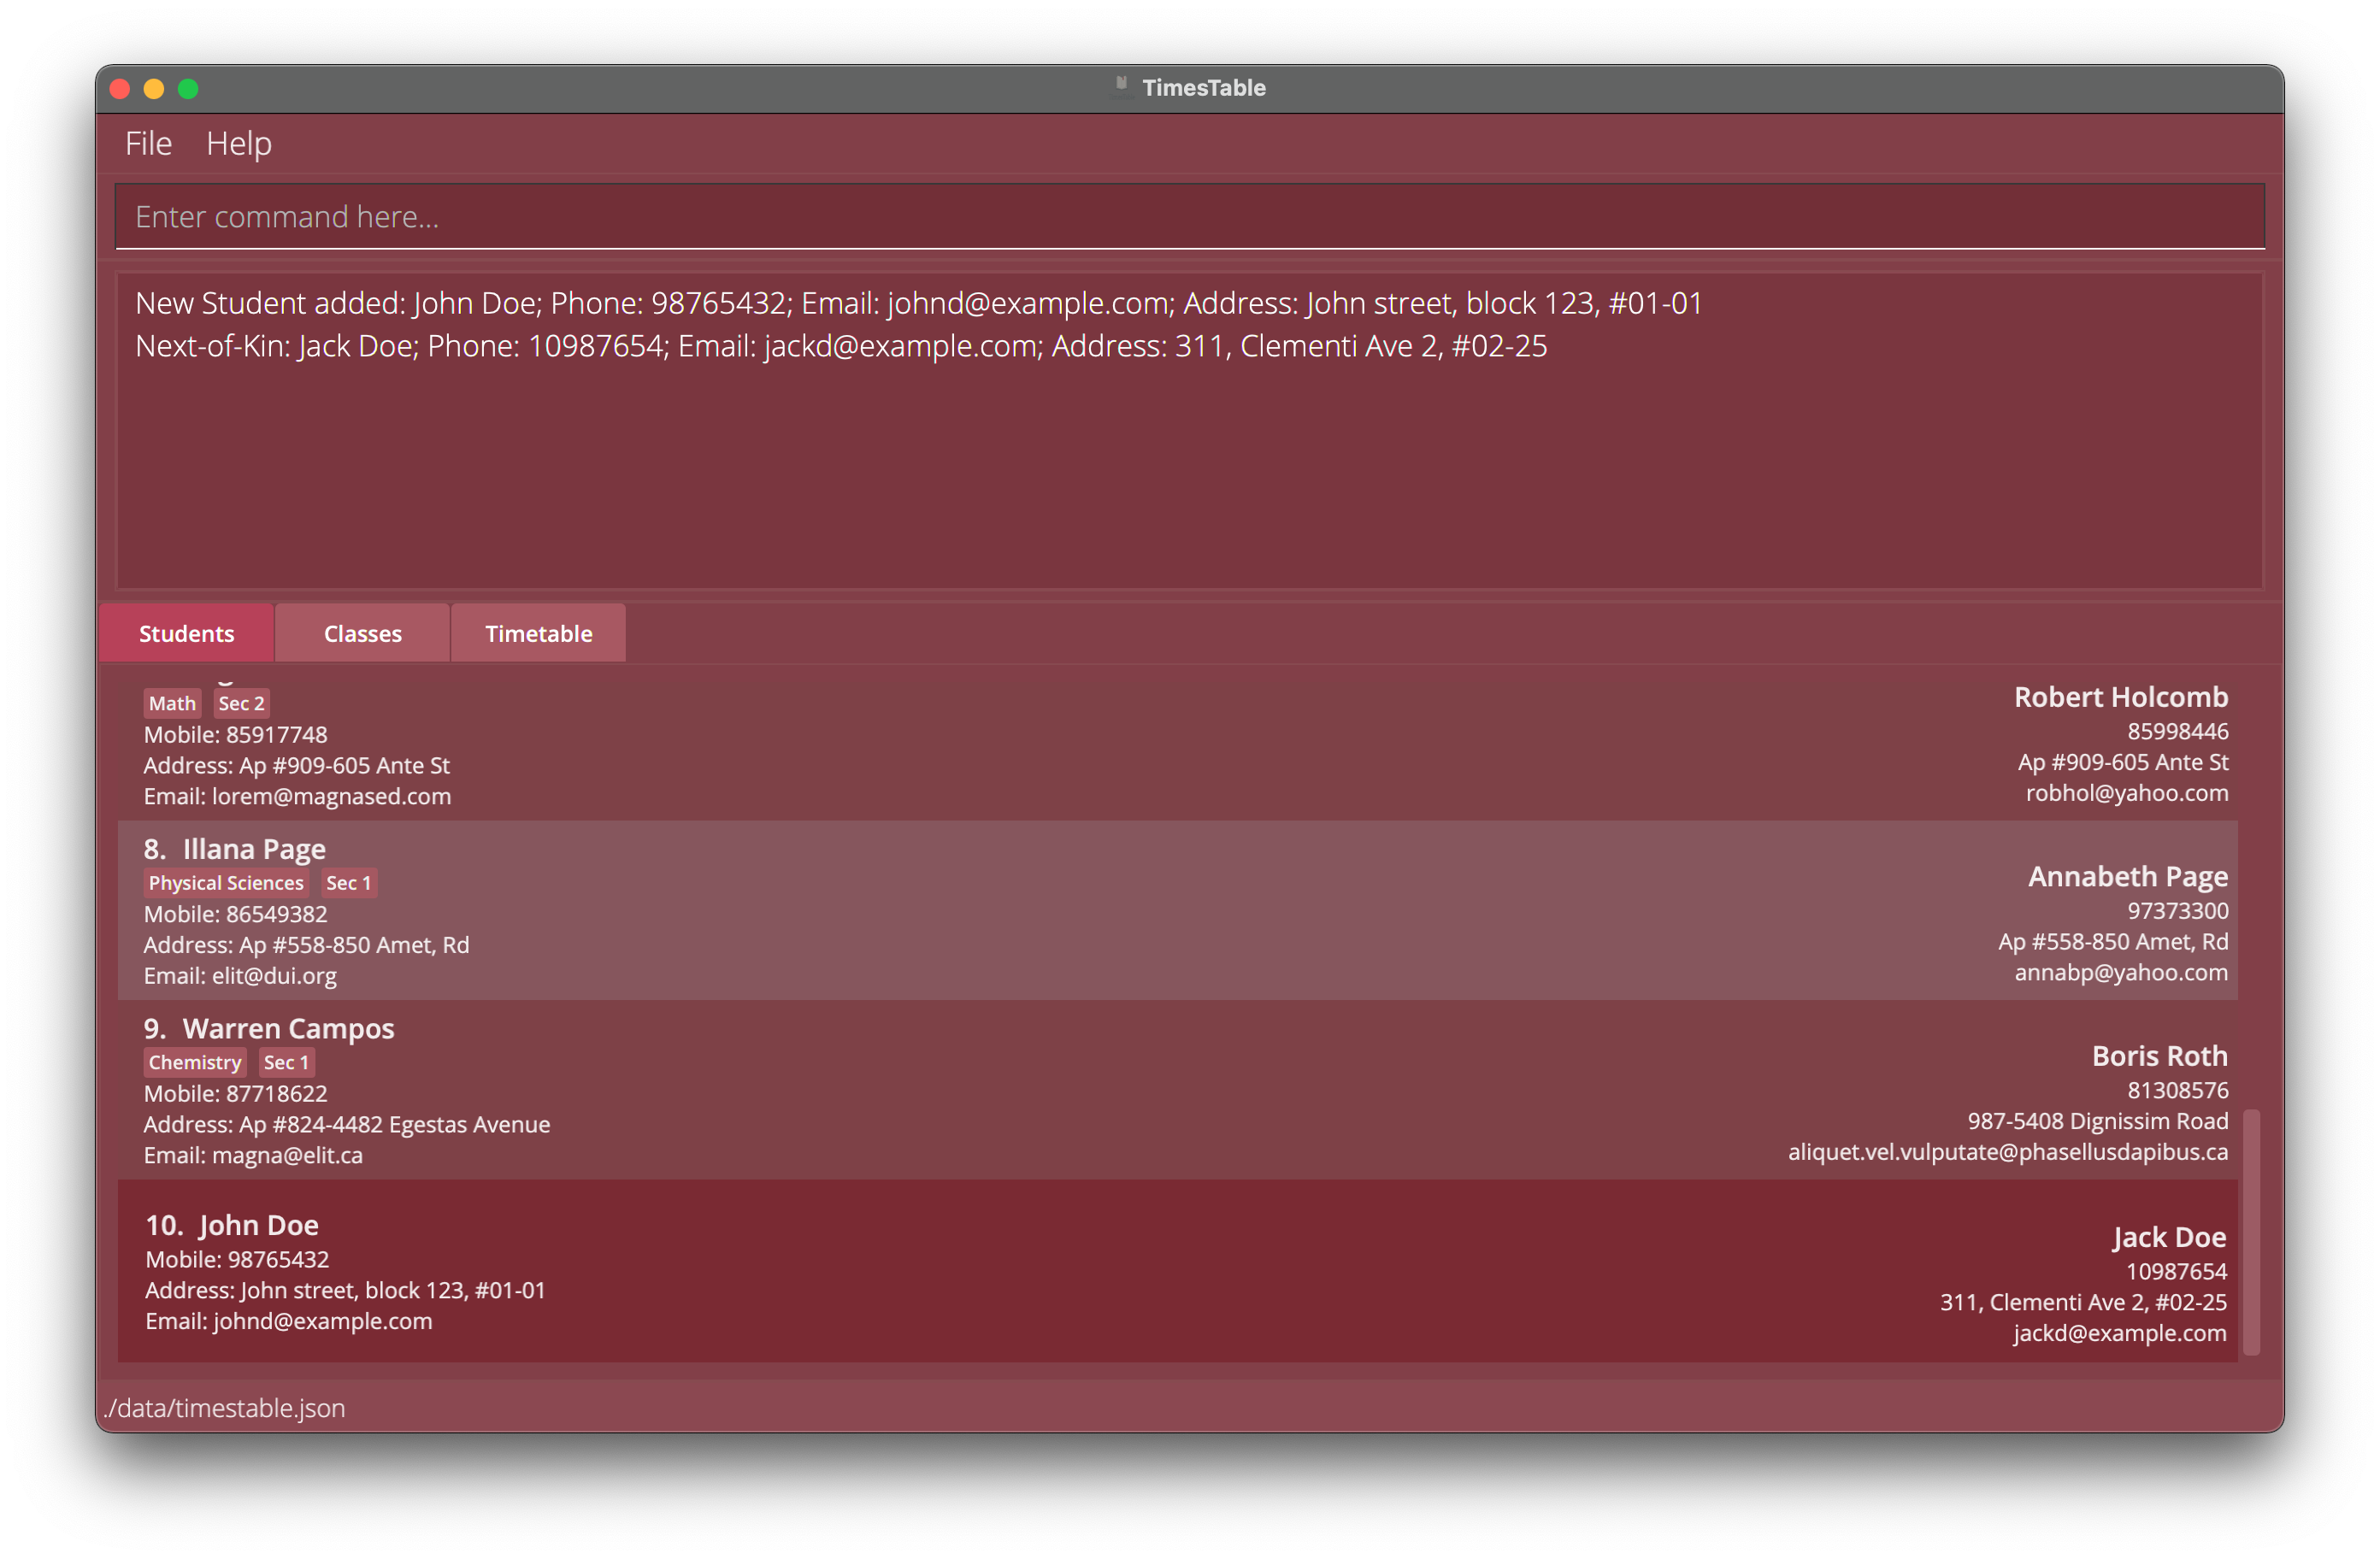 TimesTable
File Help
Enter command here...
New Student added: John Doe; Phone: 98765432; Email: johnd@example.com; Address: John street, block 123, #01-01
Next-of-Kin: Jack Doe; Phone: 10987654; Email: jackd@example.com; Address: 311, Clementi Ave 2, #02-25
Students Classes Timetable
Math Sec 2
Mobile: 85917748
Address: Ap #909-605 Ante St
Email: lorem@magnased.com
Robert Holcomb
85998446
Ap #909-605 Ante St
robhol@yahoo.com
8. Illana Page
Physical Sciences Sec 1
Mobile: 86549382
Address: Ap #558-850 Amet, Rd
Email: elit@dui.org
Annabeth Page
97373300
Ap #558-850 Amet, Rd
annabp@yahoo.com
9. Warren Campos
Chemistry Sec 1
Mobile: 87718622
Address: Ap #824-4482 Egestas Avenue
Email: magna@elit.ca
Boris Roth
81308576
987-5408 Dignissim Road
aliquet.vel.vulputate@phasellusdapibus.ca
10. John Doe
Mobile: 98765432
Address: John street, block 123, #01-01
Email: johnd@example.com
Jack Doe
10987654
311, Clementi Ave 2, #02-25
jackd@example.com
./data/timestable.json